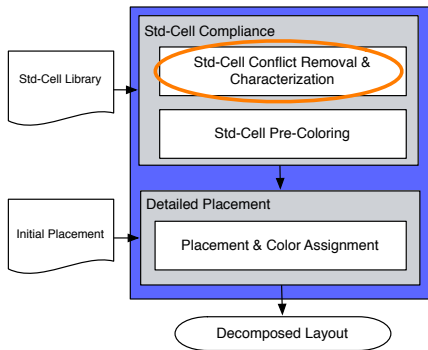 Std-Cell Compliance
Std-Cell Library
Std-Cell Conflict Removal &
Characterization
Std-Cell Pre-Coloring
Detailed Placement
Initial Placement
Placement & Color Assignment
Decomposed Layout